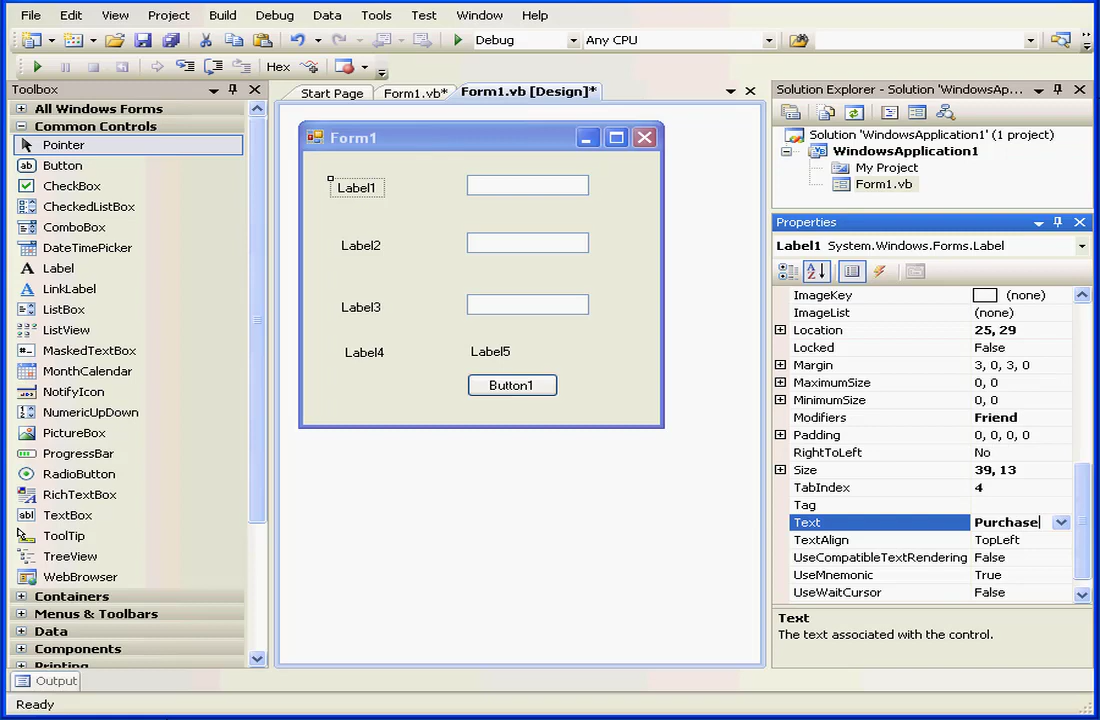 File Edit View Project Build Debug Data Tools Test Window Help
Debug Any CPU
Hex
Toolbox
All Windows Forms
Common Controls
Pointer
Button
CheckBox
CheckedListBox
ComboBox
DateTimePicker
Label
LinkLabel
ListBox
ListView
MaskedTextBox
MonthCalendar
NotifyIcon
NumericUpDown
PictureBox
ProgressBar
RadioButton
RichTextBox
TextBox
ToolTip
TreeView
WebBrowser
Containers
Menus & Toolbars
Data
Components
Printing
Start Page Form1.vb* Form1.vb [Design]*
Form1
Label1
Label2
Label3
Label4 Label5
Button1
Solution Explorer - Solution 'WindowsAp...
Solution 'WindowsApplication1' (1 project)
WindowsApplication1
My Project
Form1.vb
Properties
Label1 System.Windows.Forms.Label
ImageKey (none)
ImageList (none)
Location 25, 29
Locked False
Margin 3, 0, 3, 0
MaximumSize 0, 0
MinimumSize 0, 0
Modifiers Friend
Padding 0, 0, 0, 0
RightToLeft No
Size 39, 13
TabIndex 4
Tag
Text Purchase
TextAlign TopLeft
UseCompatibleTextRendering False
UseMnemonic True
UseWaitCursor False
Text
The text associated with the control.
Output
Ready